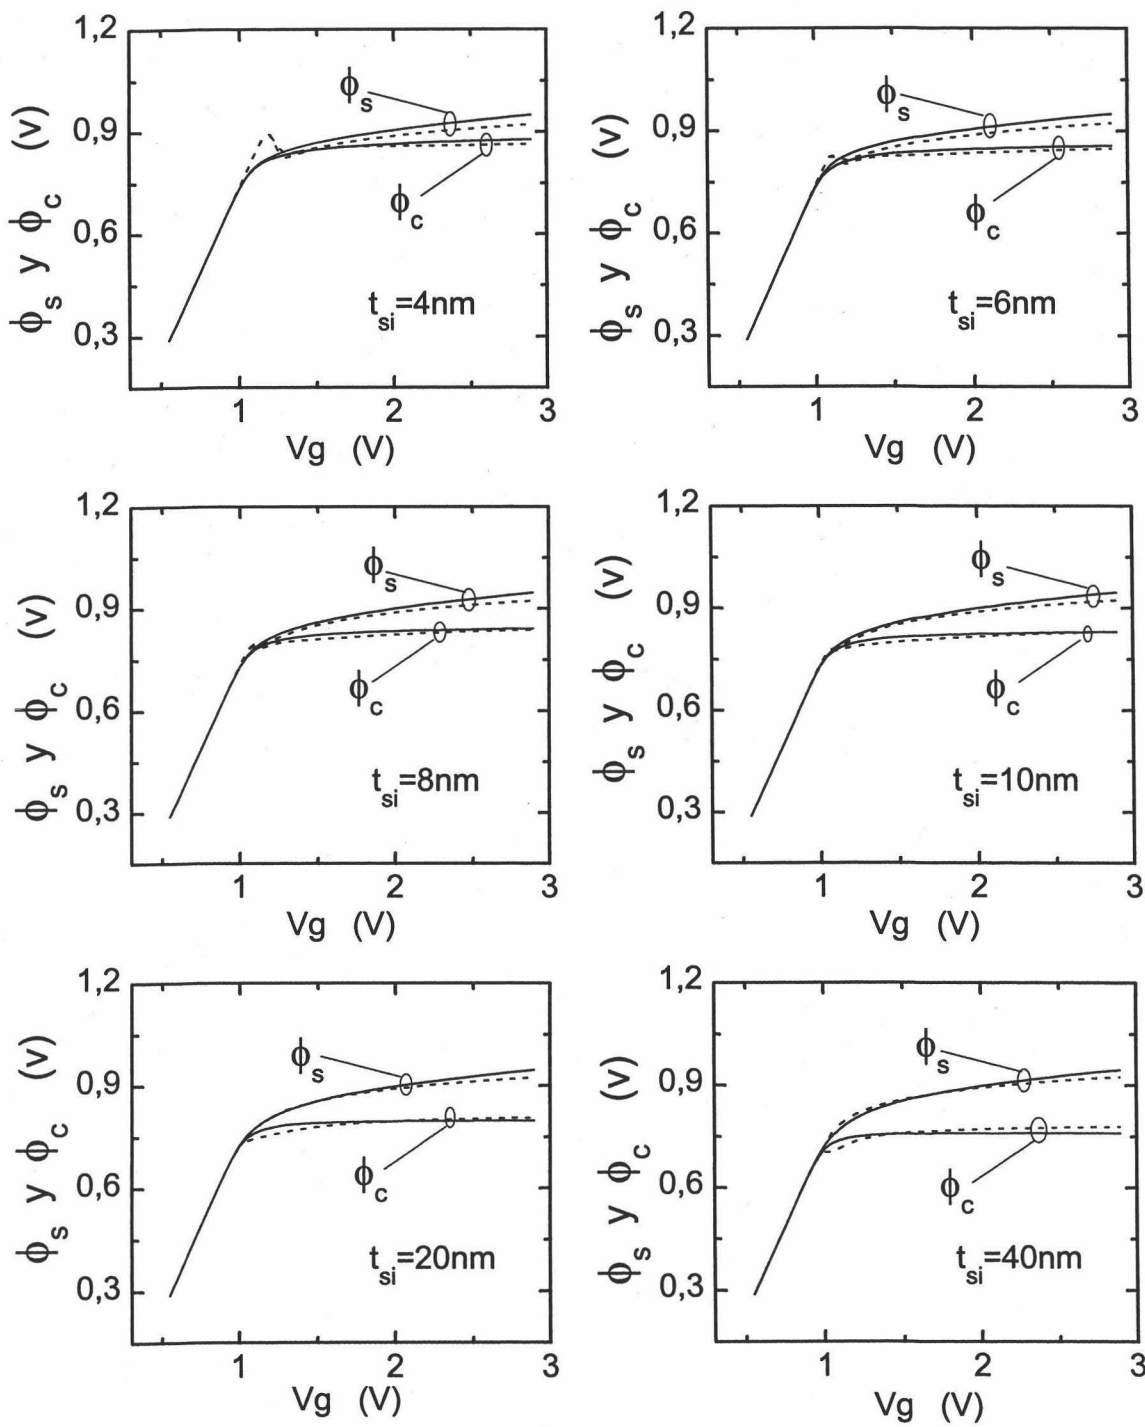 1,2
0,9
0,6
0,3
ϕs y ϕc (v)
ϕs
ϕc
tsi=4nm
1 2 3
Vg (V)
1,2
0,9
0,6
0,3
ϕs y ϕc (v)
ϕs
ϕc
tsi=6nm
1 2 3
Vg (V)
1,2
0,9
0,6
0,3
ϕs y ϕc (v)
ϕs
ϕc
tsi=8nm
1 2 3
Vg (V)
1,2
0,9
0,6
0,3
ϕs y ϕc (v)
ϕs
ϕc
tsi=10nm
1 2 3
Vg (V)
1,2
0,9
0,6
0,3
ϕs y ϕc (v)
ϕs
ϕc
tsi=20nm
1 2 3
Vg (V)
1,2
0,9
0,6
0,3
ϕs y ϕc (v)
ϕs
ϕc
tsi=40nm
1 2 3
Vg (V)